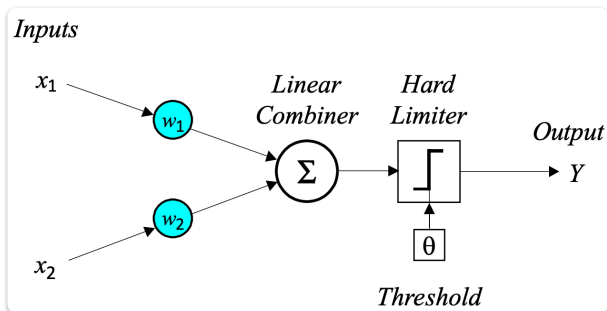 Inputs
x1
w1
Linear
Combiner
Hard
Limiter
Output
Σ
Y
w2
θ
x2
Threshold